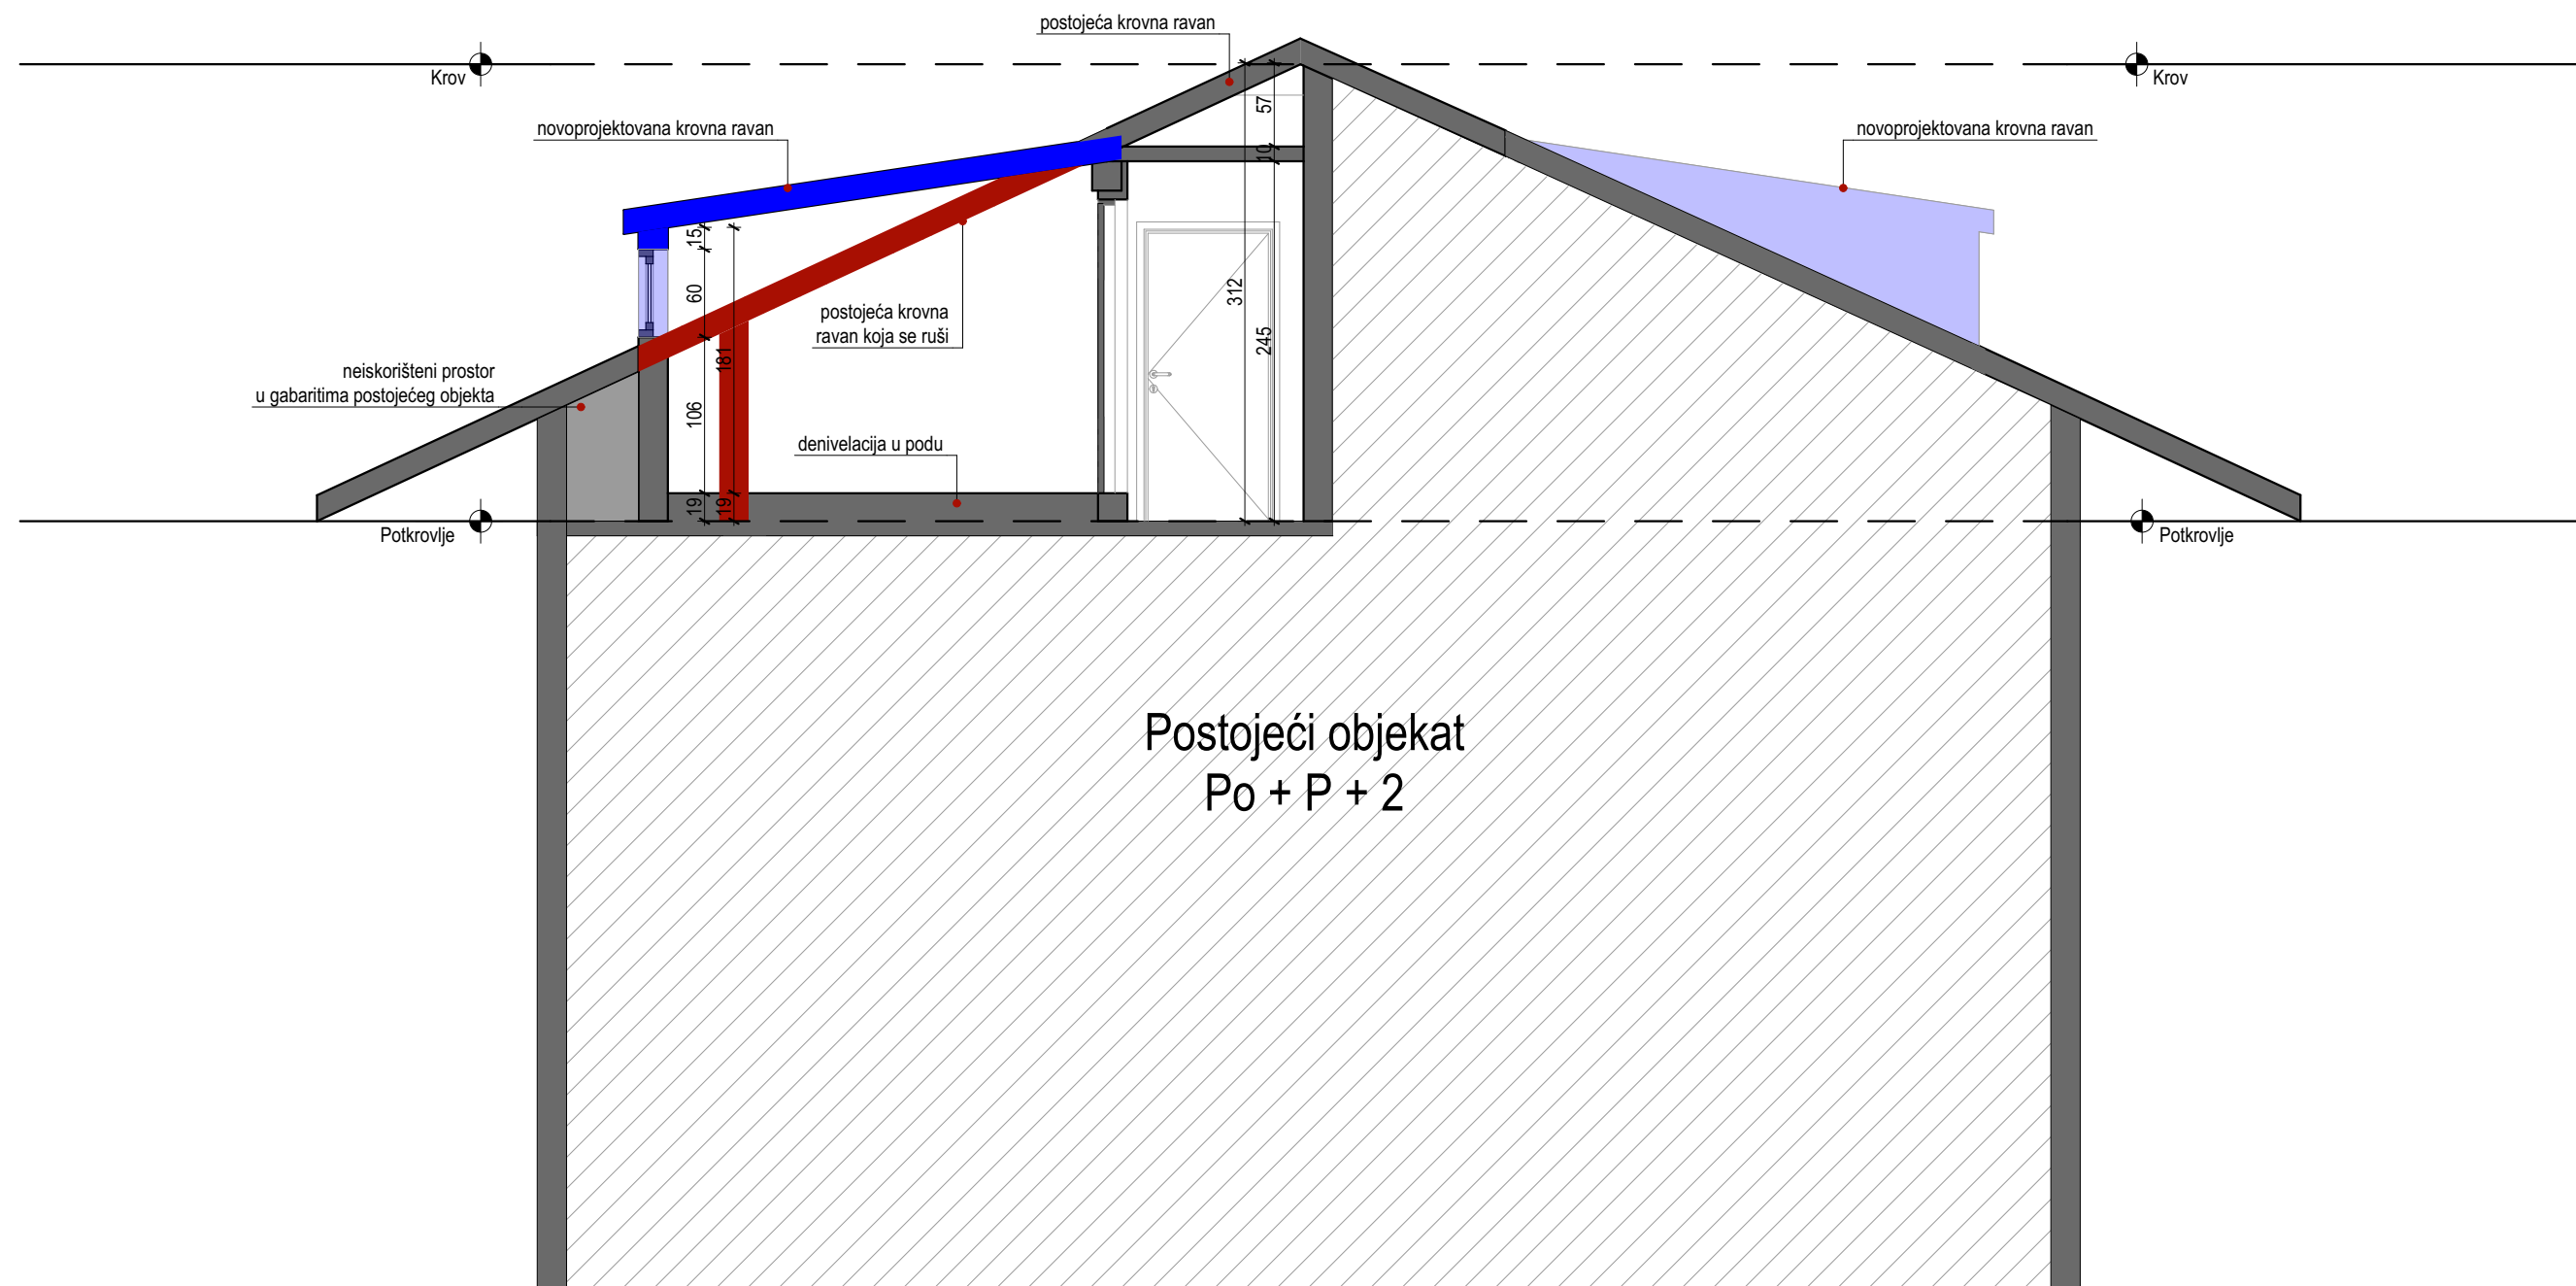 postojeća krovna ravan
Krov
Krov
novoprojektovana krovna ravan
novoprojektovana krovna ravan
57
10
15
60
312
245
postojeća krovna
ravan koja se ruši
181
neiskorišteni prostor
u gabaritima postojećeg objekta
106
denivelacija u podu
19
19
Potkrovlje
Potkrovlje
Postojeći objekat
Po + P + 2